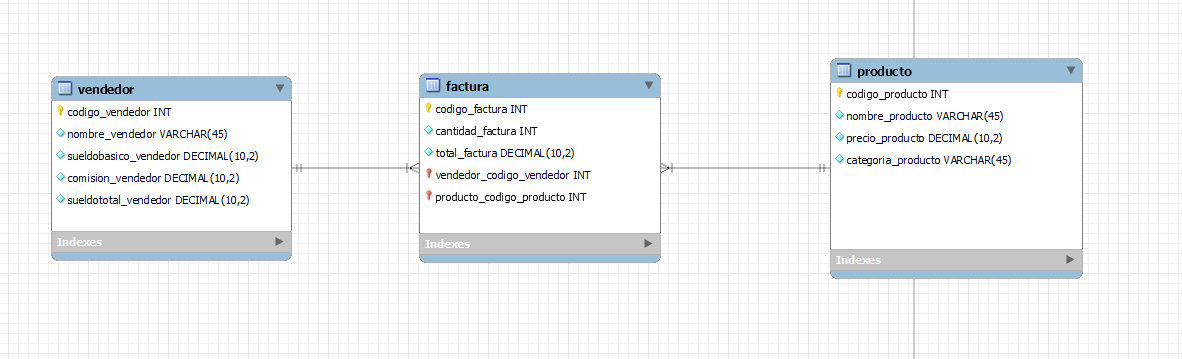 vendedor
codigo_vendedor INT
nombre_vendedor VARCHAR(45)
sueldobasico_vendedor DECIMAL(10,2)
comision_vendedor DECIMAL(10,2)
sueldototal_vendedor DECIMAL(10,2)
Indexes
factura
codigo_factura INT
cantidad_factura INT
total_factura DECIMAL(10,2)
vendedor_codigo_vendedor INT
producto_codigo_producto INT
Indexes
producto
codigo_producto INT
nombre_producto VARCHAR(45)
precio_producto DECIMAL(10,2)
categoria_producto VARCHAR(45)
Indexes